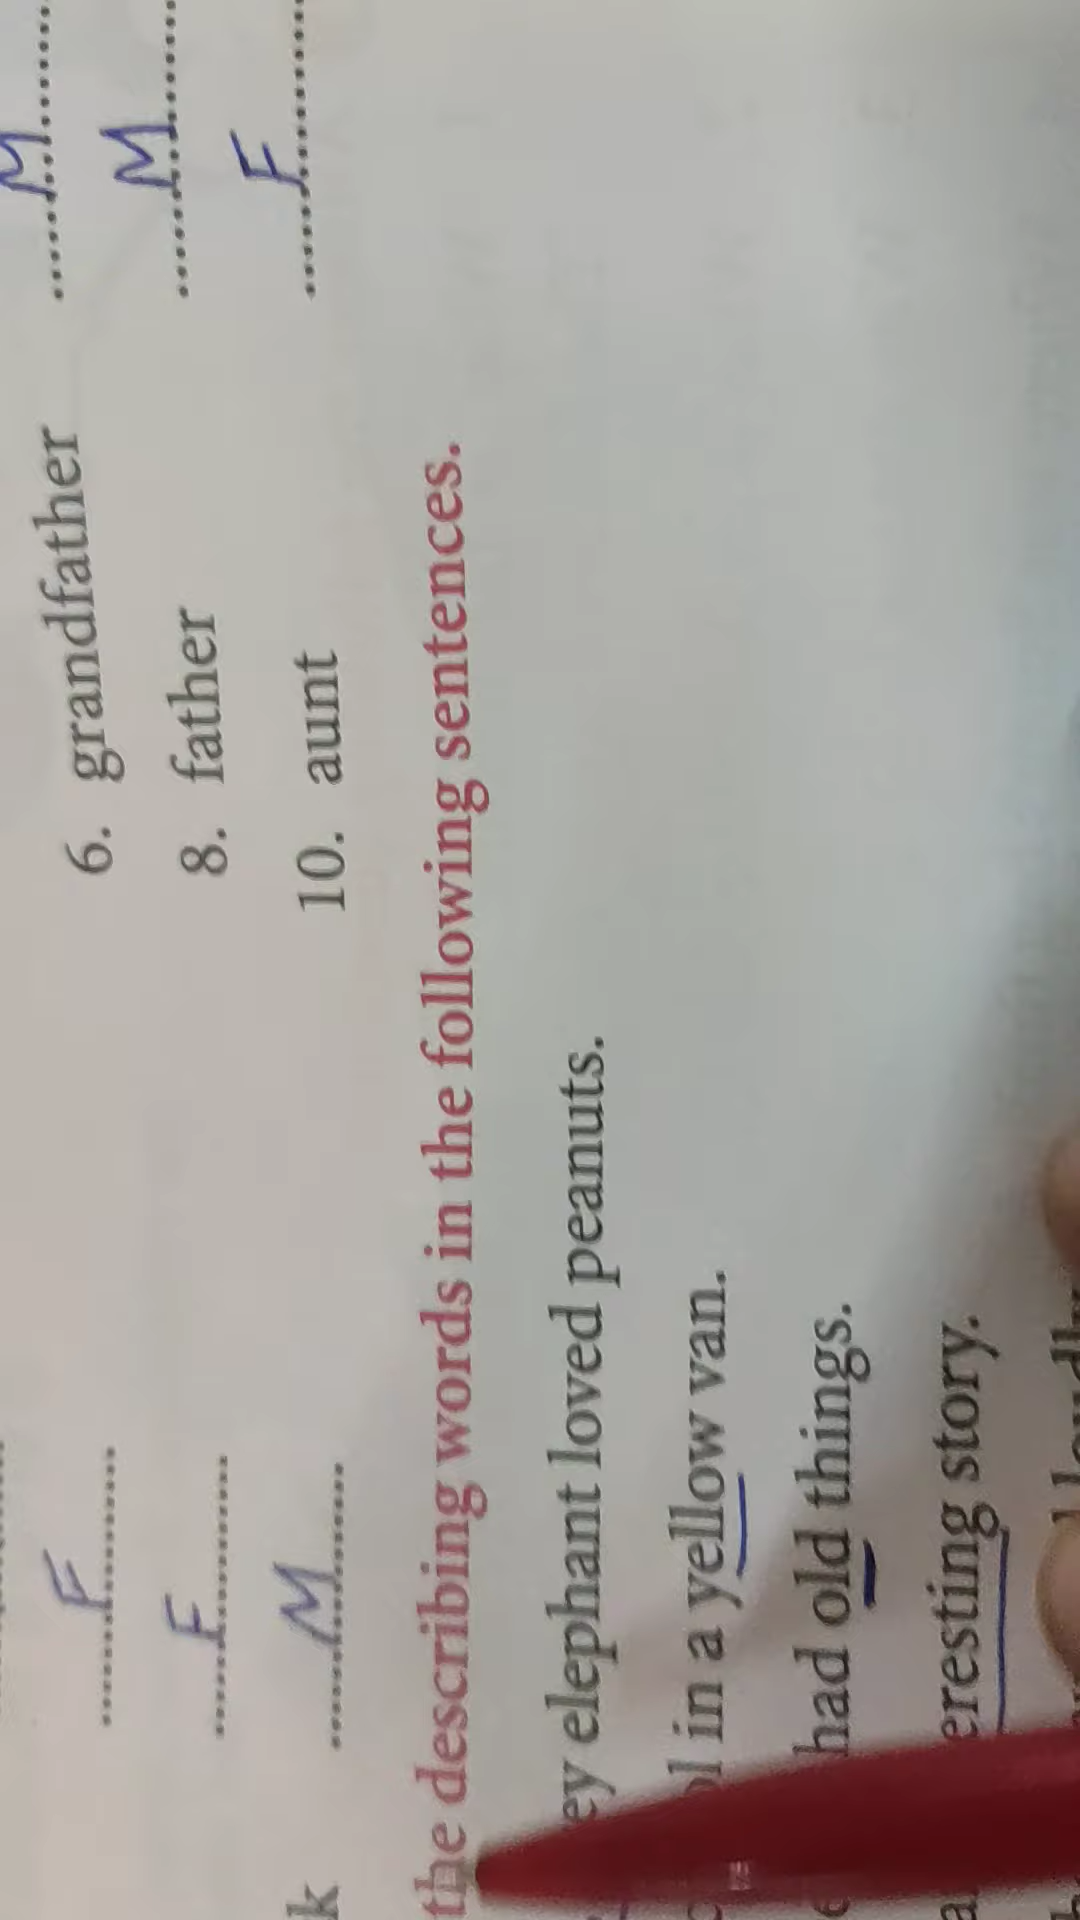 M
F 6. grandfather M
F 8. father F
k M 10. aunt
the describing words in the following sentences.
ey elephant loved peanuts.
ol in a yellow van.
had old things.
eresting story.